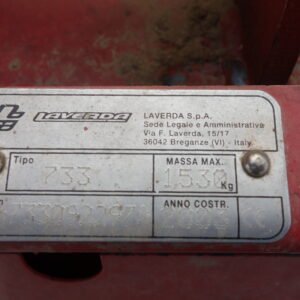 LAVERDA
LAVERDA S.p.A.
Sede Legale e Amministrativa
Via F. Laverda, 15/17
36042 Breganze (VI) - Italy
Tipo
733
MASSA MAX.
1530 Kg
ANNO COSTR.